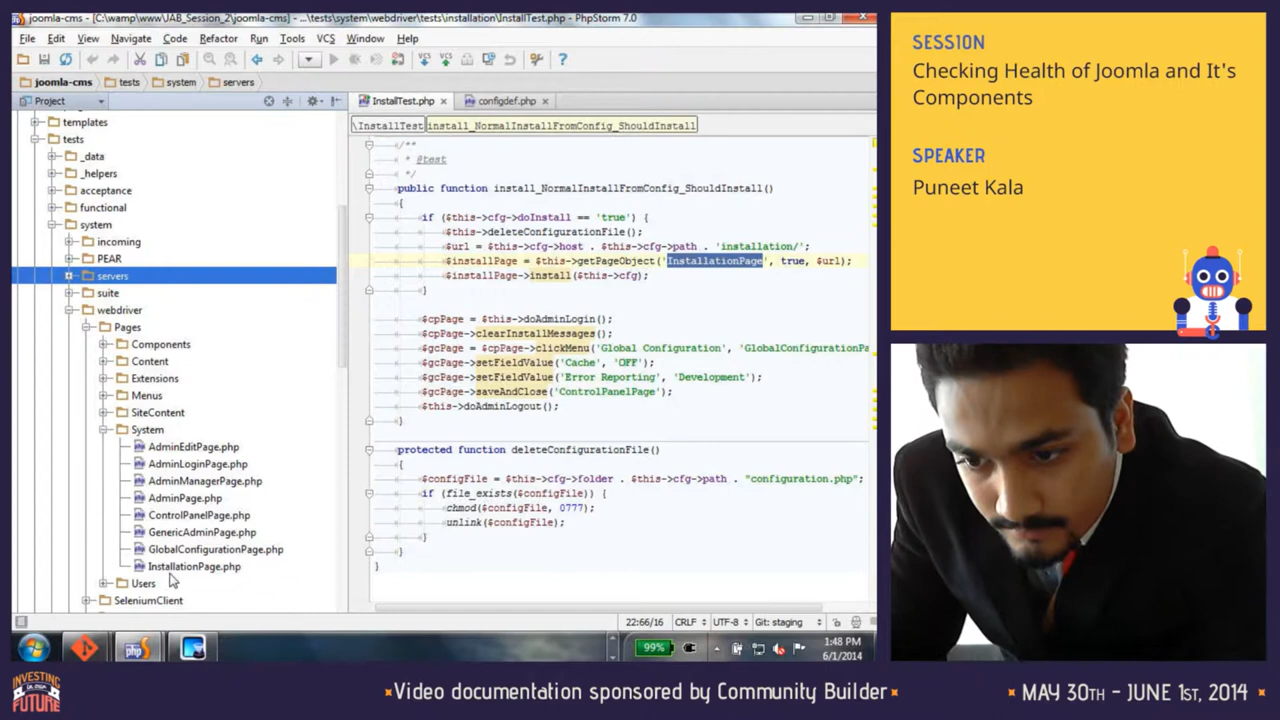 joomla-cms - [C:\wamp\www\JAB_Session_2\joomla-cms] - ...\tests\system\webdriver\tests\installation\InstallTest.php - PhpStorm 7.0
File Edit View Navigate Code Refactor Run Tools VCS Window Help
joomla-cms tests system servers
Project
InstallTest.php configdef.php
\InstallTest install_NormalInstallFromConfig_ShouldInstall
templates
tests
_data
_helpers
acceptance
functional
system
incoming
PEAR
servers
suite
webdriver
Pages
Components
Content
Extensions
Menus
SiteContent
System
AdminEditPage.php
AdminLoginPage.php
AdminManagerPage.php
AdminPage.php
ControlPanelPage.php
GenericAdminPage.php
GlobalConfigurationPage.php
InstallationPage.php
Users
SeleniumClient
/**
* @test
*/
public function install_NormalInstallFromConfig_ShouldInstall()
{
if ($this->cfg->doInstall == 'true') {
$this->deleteConfigurationFile();
$url = $this->cfg->host . $this->cfg->path . 'installation/';
$installPage = $this->getPageObject('InstallationPage', true, $url);
$installPage->install($this->cfg);
}
$cpPage = $this->doAdminLogin();
$cpPage->clearInstallMessages();
$gcPage = $cpPage->clickMenu('Global Configuration', 'GlobalConfigurationPa
$gcPage->setFieldValue('Cache', 'OFF');
$gcPage->setFieldValue('Error Reporting', 'Development');
$gcPage->saveAndClose('ControlPanelPage');
$this->doAdminLogout();
}
protected function deleteConfigurationFile()
{
$configFile = $this->cfg->folder . $this->cfg->path . "configuration.php";
if (file_exists($configFile)) {
chmod($configFile, 0777);
unlink($configFile);
}
}
}
22:66/16 CRLF UTF-8 Git: staging
99%
1:48 PM
6/1/2014
SESSION
Checking Health of Joomla and It's
Components
SPEAKER
Puneet Kala
INVESTING
IN OUR
FUTURE
Video documentation sponsored by Community Builder
MAY 30TH - JUNE 1ST, 2014